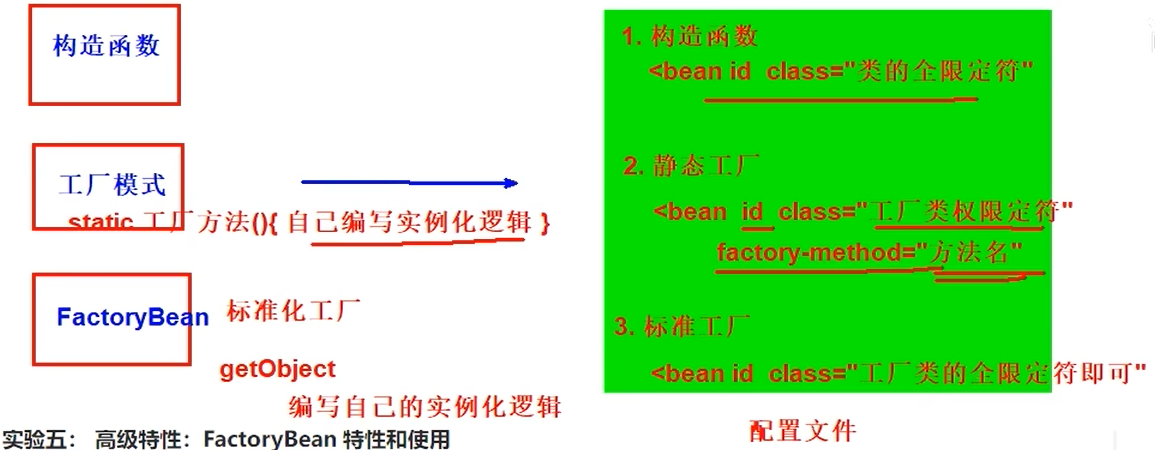 构造函数
工厂模式
static 工厂方法(){ 自己编写实例化逻辑 }
FactoryBean
标准化工厂
getObject
编写自己的实例化逻辑
实验五： 高级特性：FactoryBean 特性和使用
1. 构造函数
<bean id class="类的全限定符"
2. 静态工厂
<bean id class="工厂类权限定符"
factory-method="方法名"
3. 标准工厂
<bean id class="工厂类的全限定符即可"
配置文件